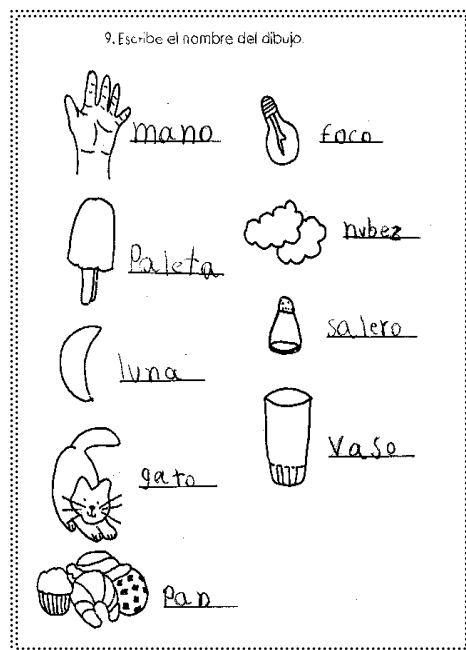 9. Escribe el nombre del dibujo.
mano
foco
Paleta
nubez
luna
salero
gato
vaso
pan